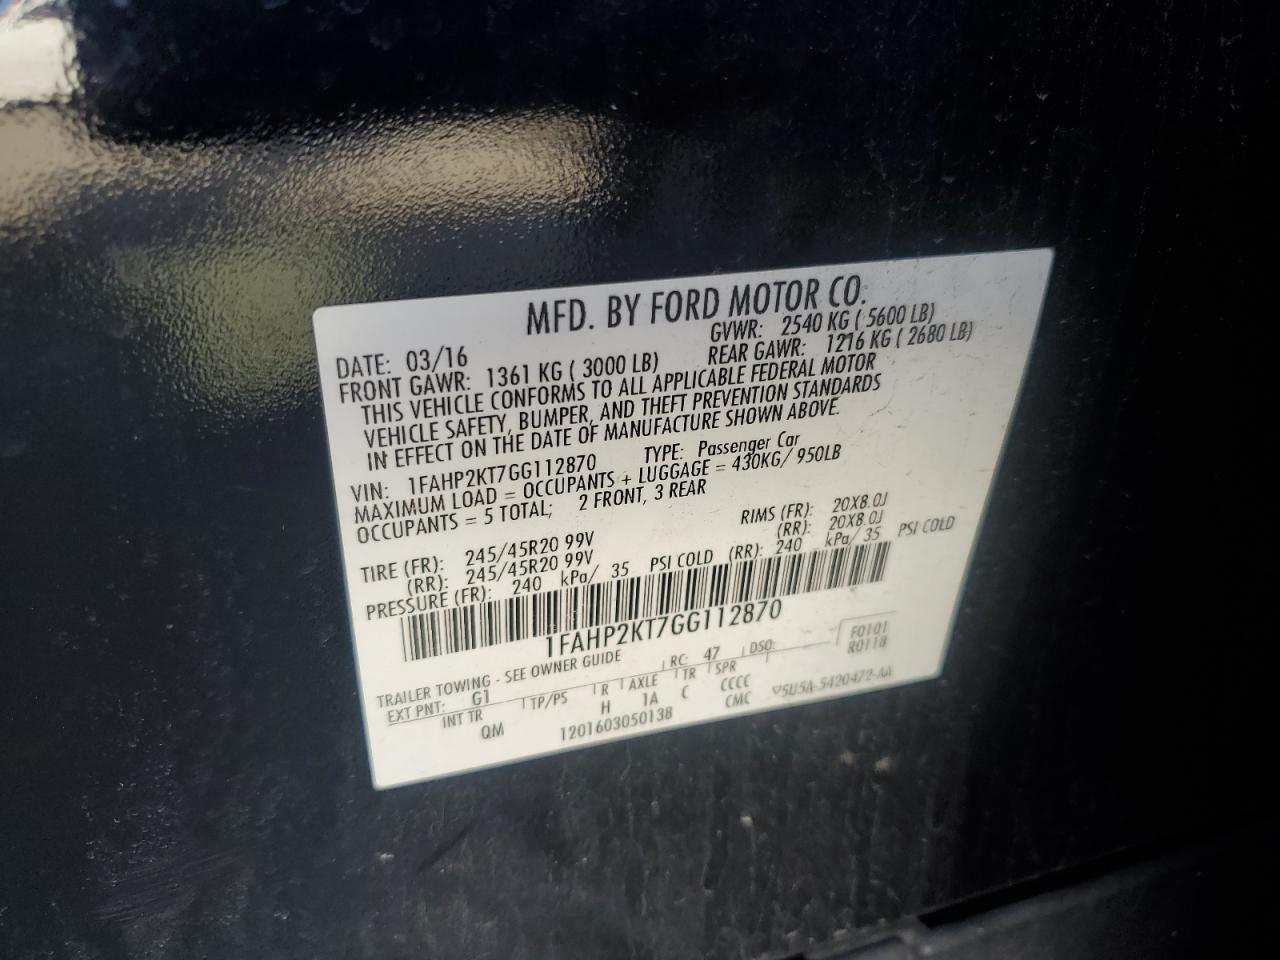 MFD. BY FORD MOTOR CO.
DATE: 03/16 GVWR: 2540 KG ( 5600 LB)
FRONT GAWR: 1361 KG ( 3000 LB) REAR GAWR: 1216 KG ( 2680 LB)
THIS VEHICLE CONFORMS TO ALL APPLICABLE FEDERAL MOTOR
VEHICLE SAFETY, BUMPER, AND THEFT PREVENTION STANDARDS
IN EFFECT ON THE DATE OF MANUFACTURE SHOWN ABOVE.
VIN: 1FAHP2KT7GG112870 TYPE: Passenger Car
MAXIMUM LOAD = OCCUPANTS + LUGGAGE = 430KG/ 950LB
OCCUPANTS = 5 TOTAL; 2 FRONT, 3 REAR
TIRE (FR): 245/45R20 99V RIMS (FR): 20X8.0J
(RR): 245/45R20 99V (RR): 20X8.0J
PRESSURE (FR): 240 kPa/ 35 PSI COLD (RR): 240 kPa/ 35 PSI COLD
1FAHP2KT7GG112870
TRAILER TOWING - SEE OWNER GUIDE RC: 47 DSO: F0101
EXT PNT: G1 R0118
INT TR TP/PS R AXLE TR SPR
QM H 1A C CCCC
1201603050138 CMC 5U5A-5420472-AA